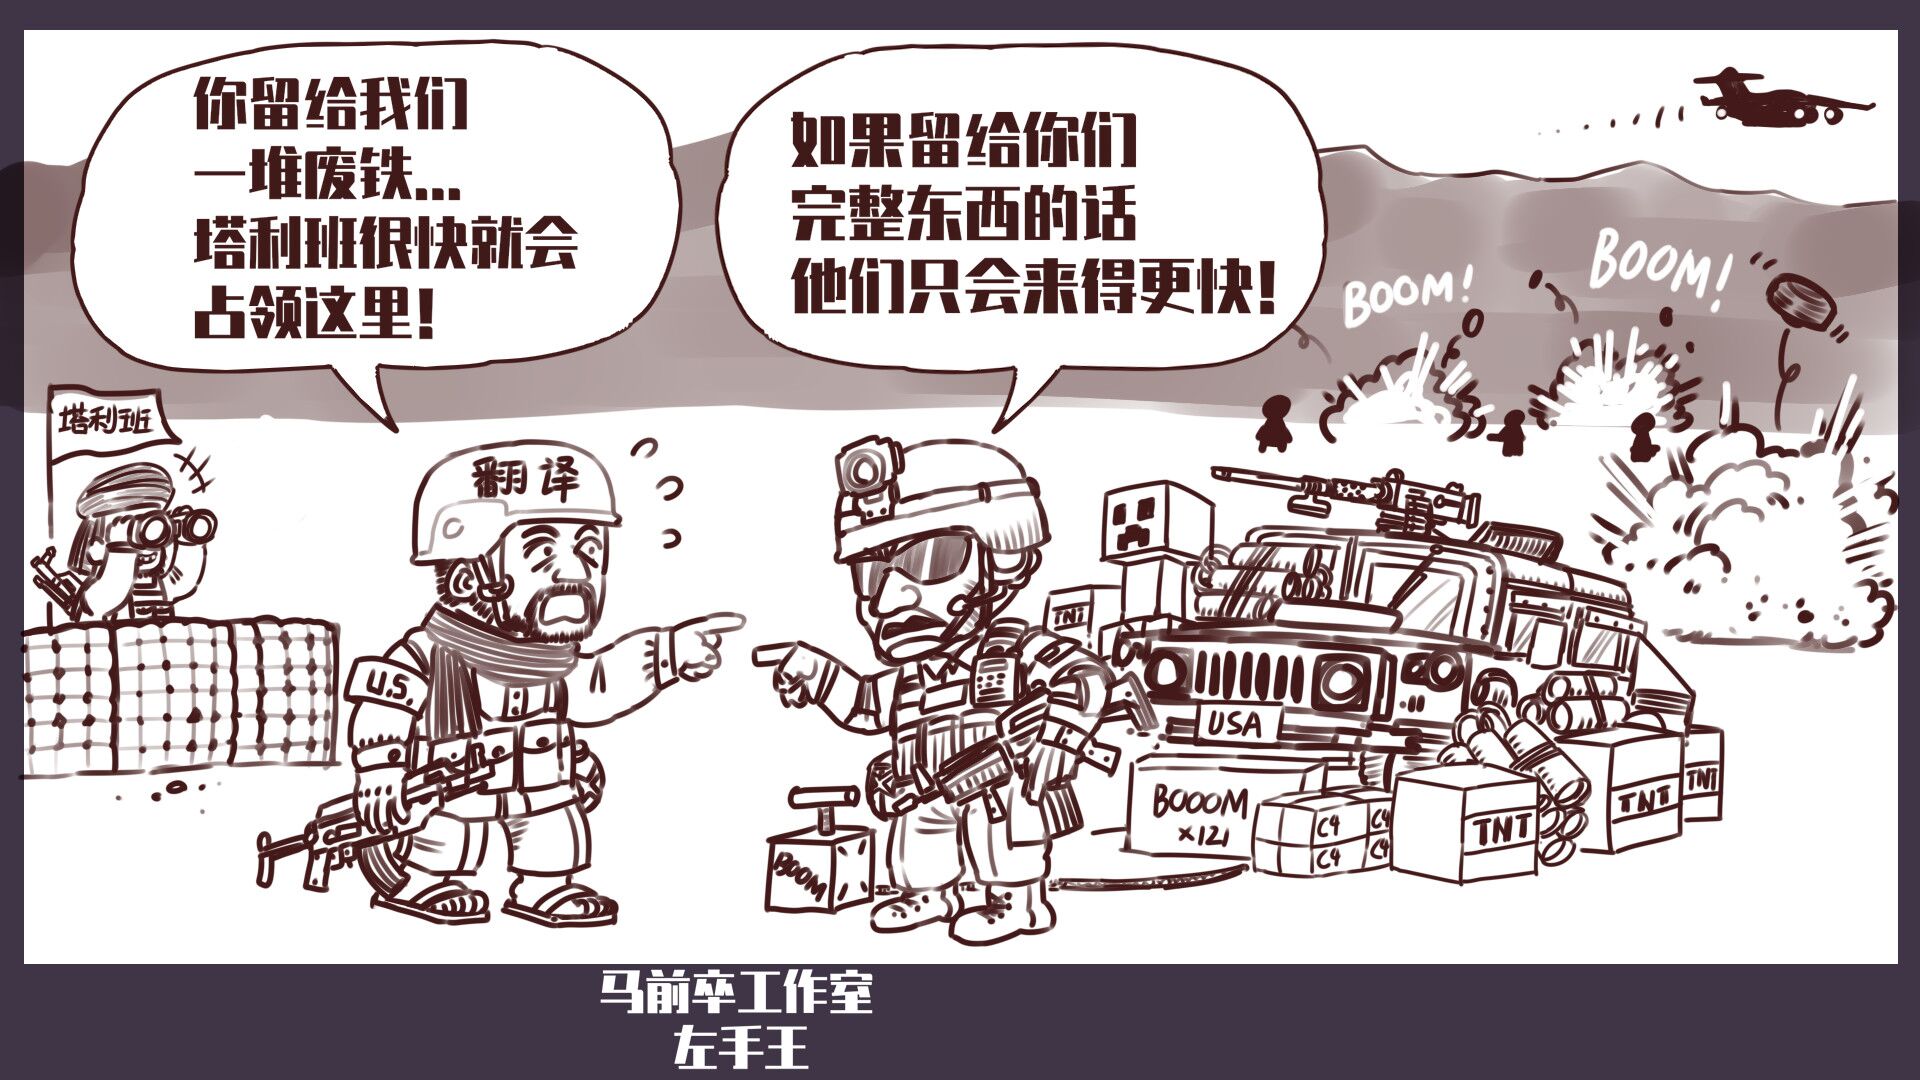 你留给我们
一堆废铁...
塔利班很快就会
占领这里!
如果留给你们
完整东西的话
他们只会来得更快!
BOOM!
BOOM!
塔利班
翻译
U.S.
TNT
USA
BOOOM
×121
C4
C4
C4
C4
TNT
TNT
TNT
BOOM
马前卒工作室
左手王